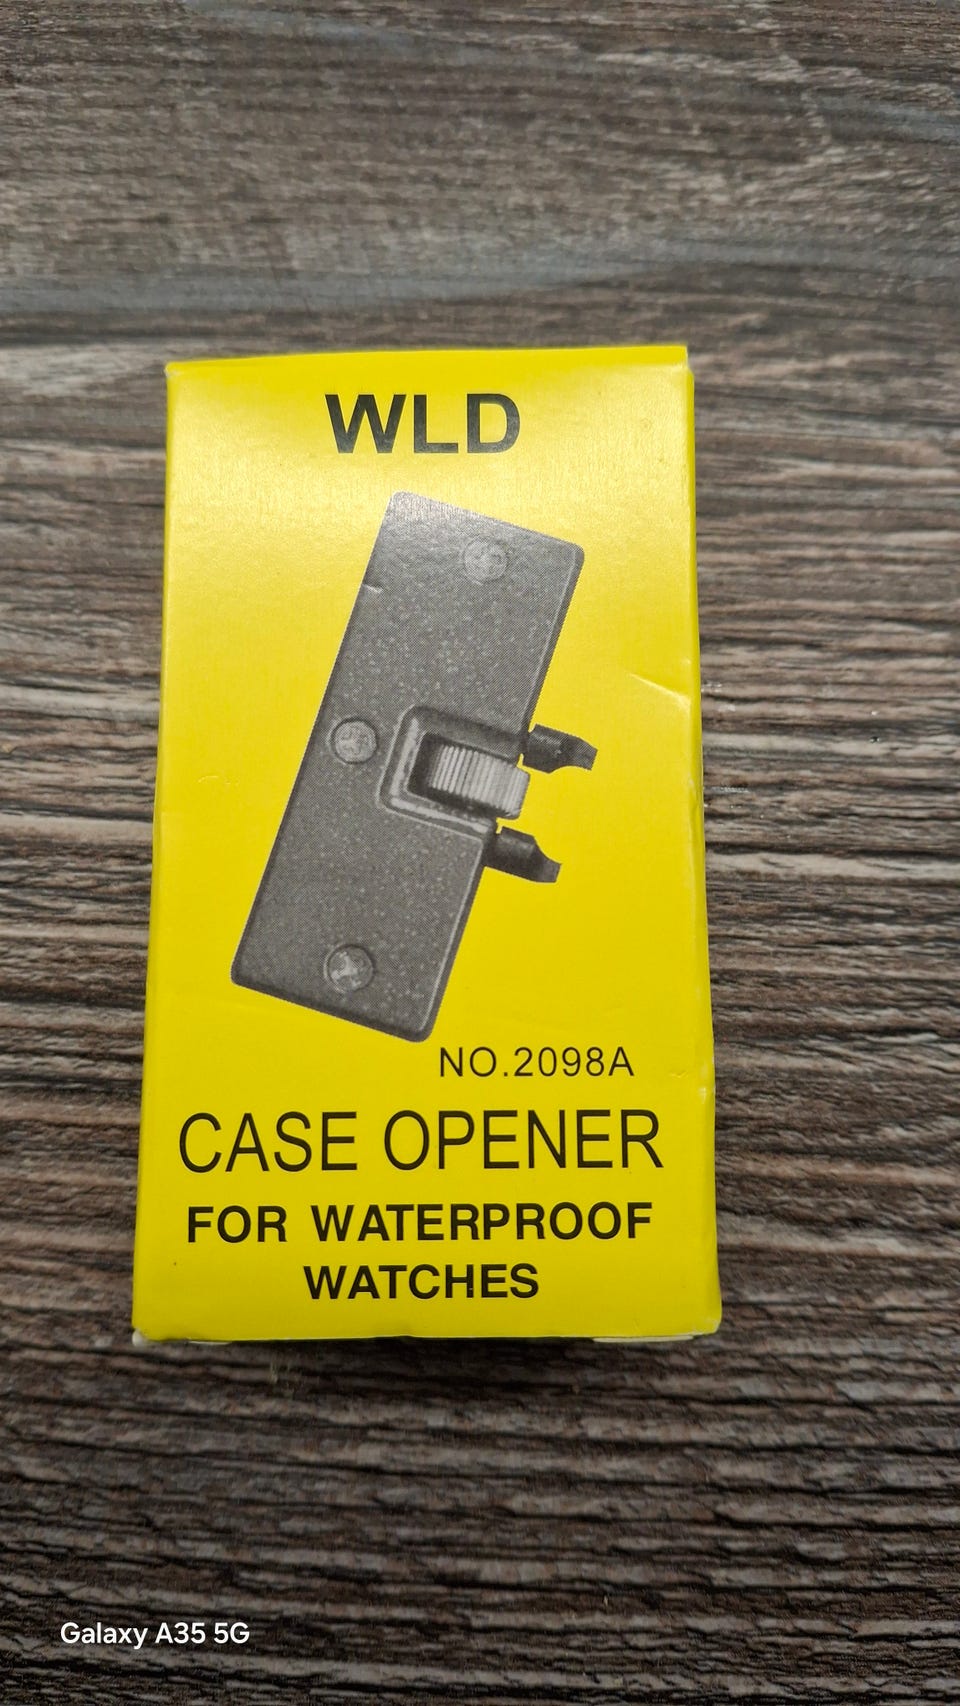 WLD
NO.2098A
CASE OPENER
FOR WATERPROOF
WATCHES
Galaxy A35 5G